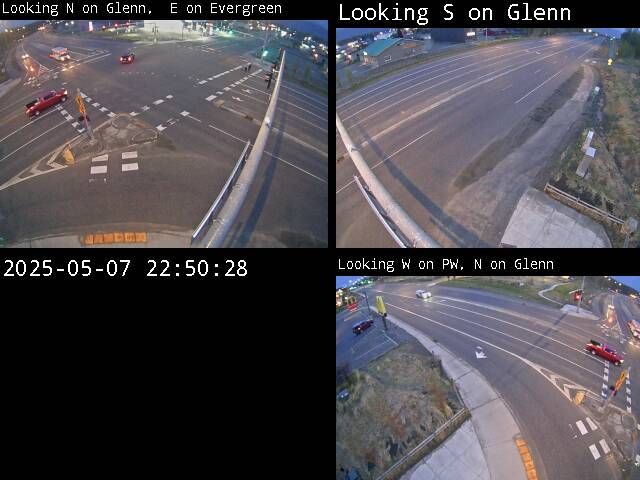 Looking N on Glenn,  E on Evergreen
Looking S on Glenn
2025-05-07 22:50:28
Looking W on PW, N on Glenn